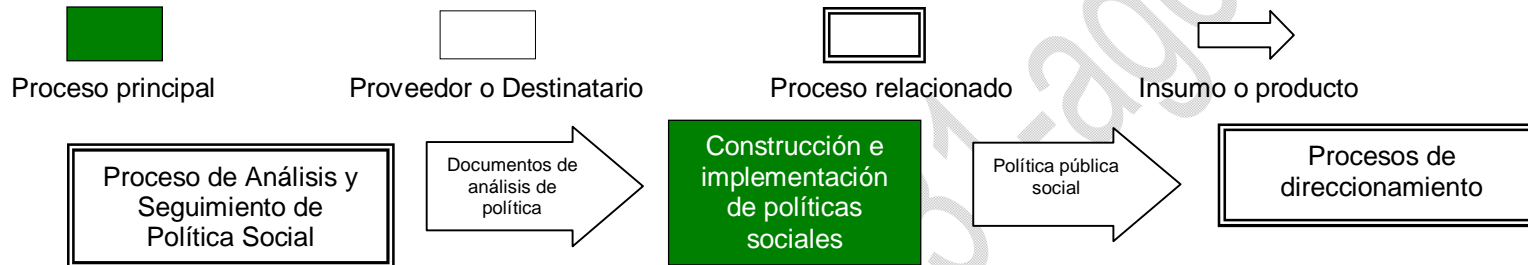 Proceso principal
Proveedor o Destinatario
Proceso relacionado
Insumo o producto
Proceso de Análisis y
Seguimiento de
Política Social
Documentos de
análisis de
política
Construcción e
implementación
de políticas
sociales
Política pública
social
Procesos de
direccionamiento